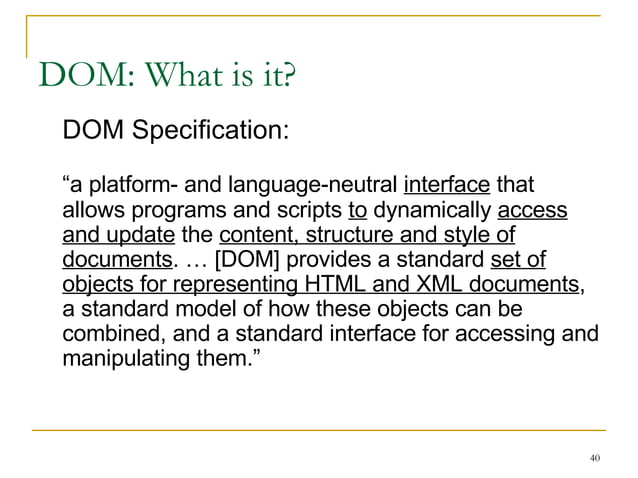 DOM: What is it?
DOM Specification:
“a platform- and language-neutral interface that
allows programs and scripts to dynamically access
and update the content, structure and style of
documents. … [DOM] provides a standard set of
objects for representing HTML and XML documents,
a standard model of how these objects can be
combined, and a standard interface for accessing and
manipulating them.”
40